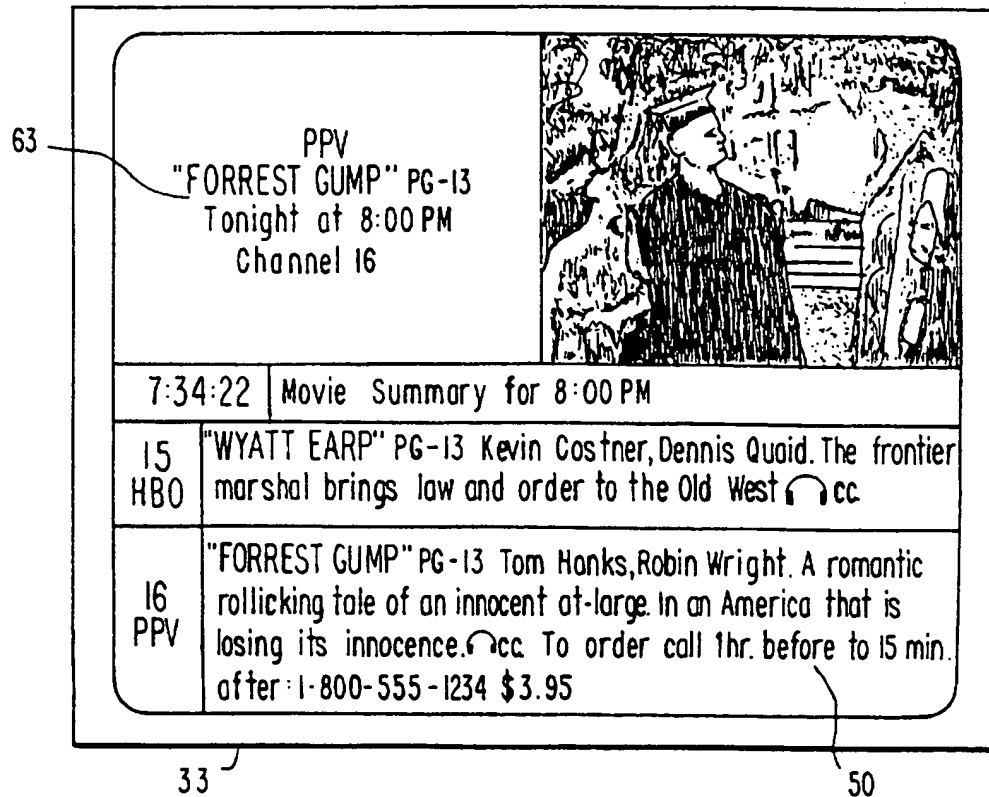 63
PPV
"FORREST GUMP" PG-13
Tonight at 8:00 PM
Channel 16
7:34:22 Movie Summary for 8:00 PM
15 HBO
"WYATT EARP" PG-13 Kevin Costner, Dennis Quaid. The frontier
marshal brings law and order to the Old West cc.
16 PPV
"FORREST GUMP" PG-13 Tom Hanks, Robin Wright. A romantic
rollicking tale of an innocent at-large. In an America that is
losing its innocence. cc. To order call 1hr. before to 15 min.
after: 1-800-555-1234 $3.95
33
50